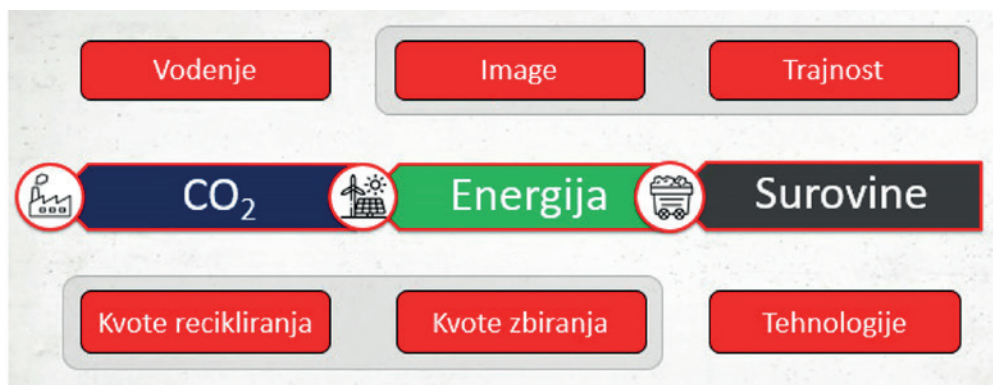 Vodenje
Image
Trajnost
CO₂
Energija
Surovine
Kvote recikliranja
Kvote zbiranja
Tehnologije